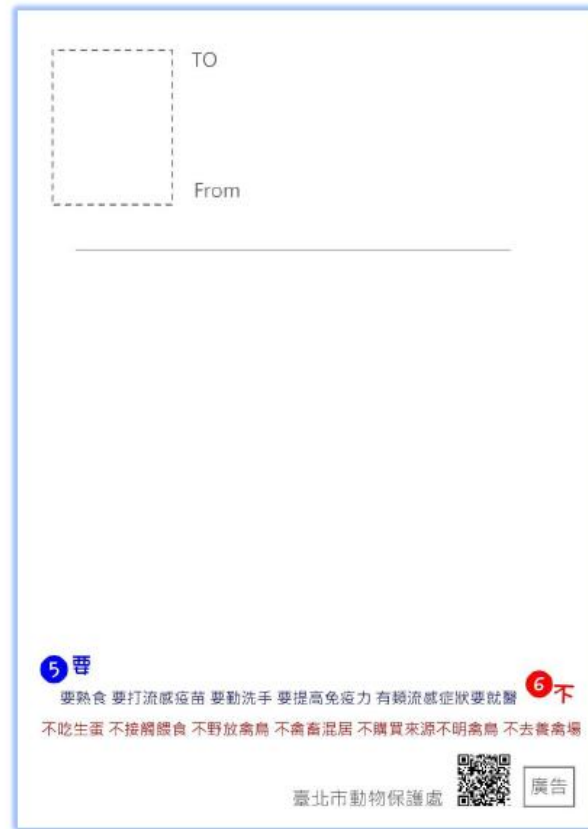 TO
From
5 要
要熟食 要打流感疫苗 要勤洗手 要提高免疫力 有類流感症狀要就醫
6 不
不吃生蛋 不接觸餵食 不野放禽鳥 不禽畜混居 不購買來源不明禽鳥 不去養禽場
臺北市動物保護處
廣告